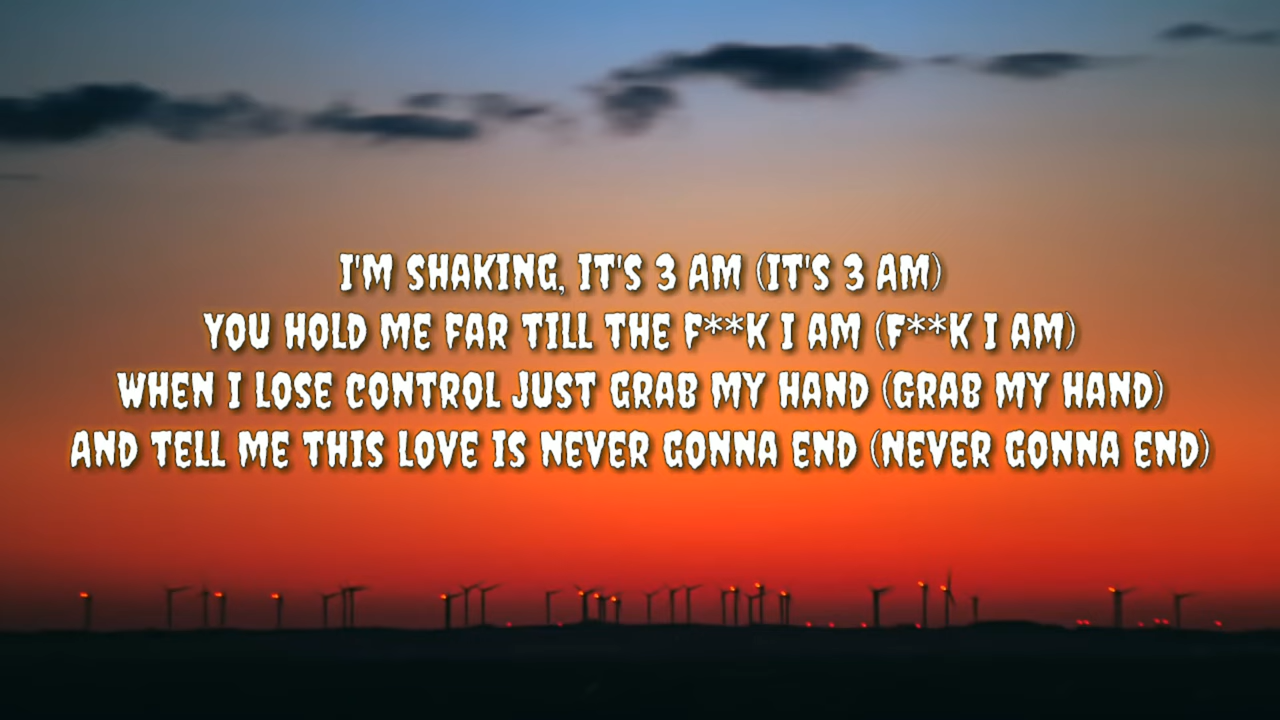 I'M SHAKING, IT'S 3 AM (IT'S 3 AM)
YOU HOLD ME FAR TILL THE F**K I AM (F**K I AM)
WHEN I LOSE CONTROL JUST GRAB MY HAND (GRAB MY HAND)
AND TELL ME THIS LOVE IS NEVER GONNA END (NEVER GONNA END)